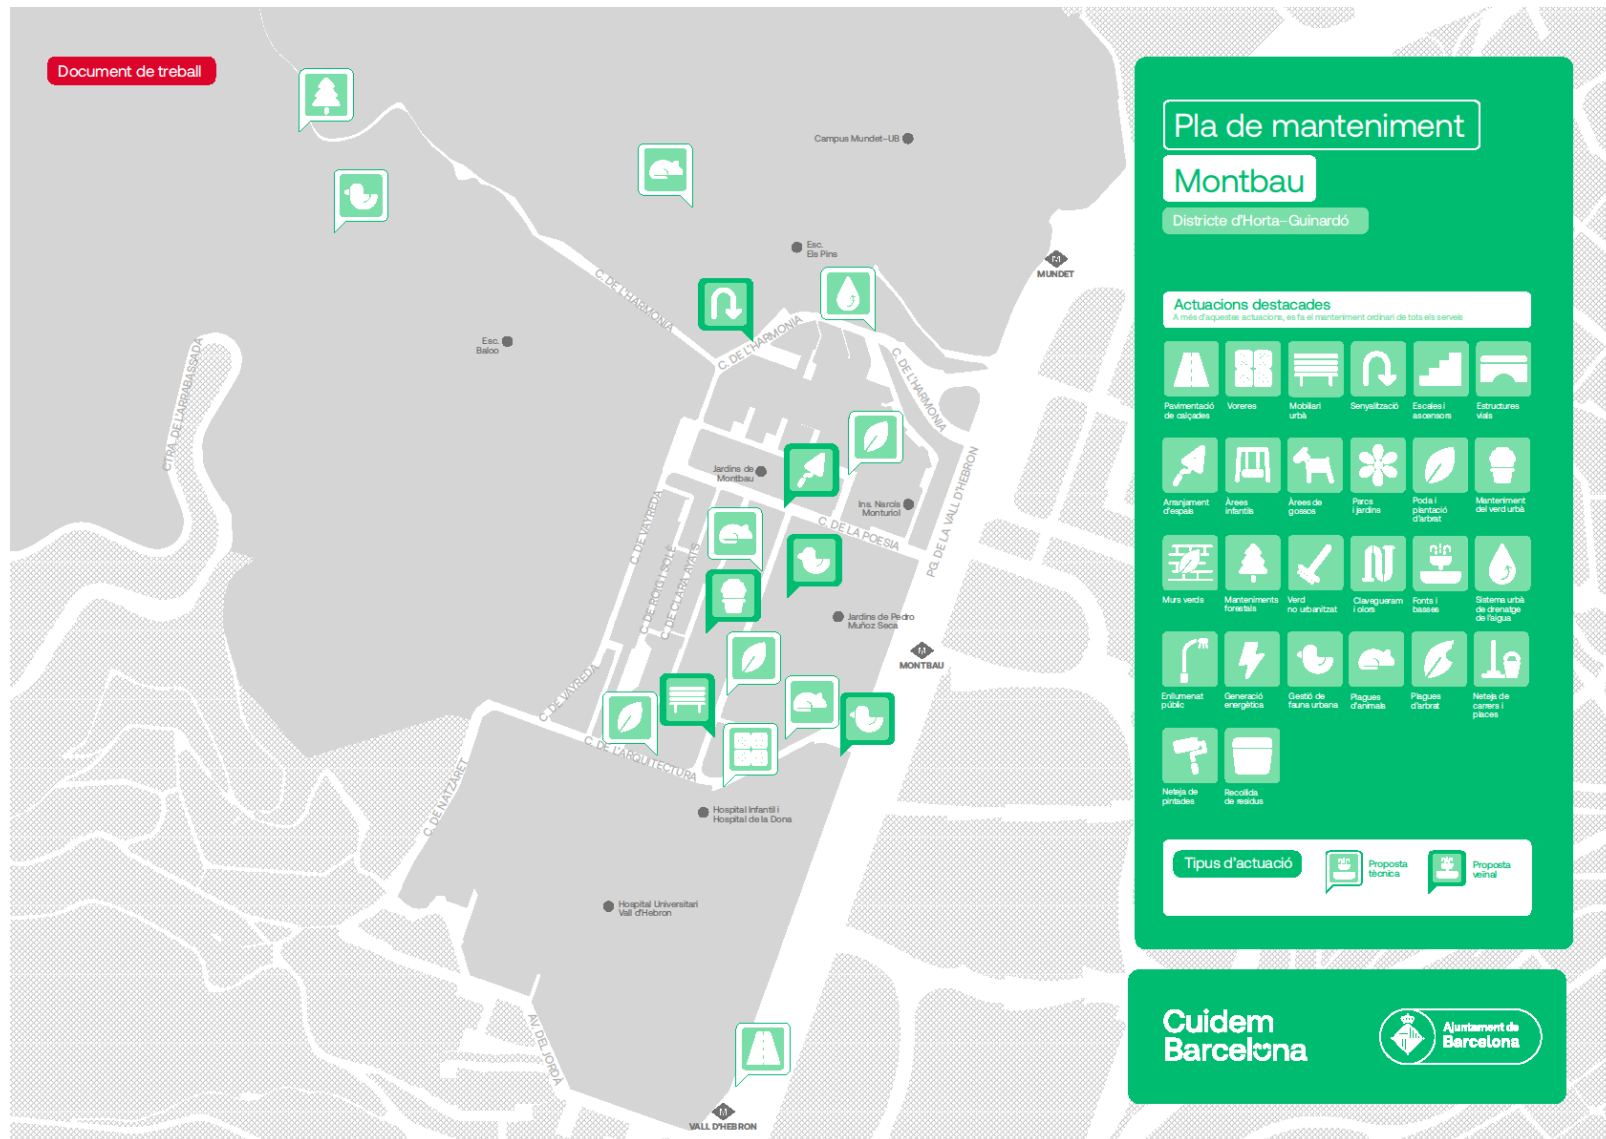 Document de treball
Campus Mundet-UB
Esc.
Els Pins
MUNDET
C. DE L'HARMONIA
C. DE L'HARMONIA
C. DE L'HARMONIA
Esc.
Baloo
CTRA. DE L'ARRABASSADA
Jardins de
Montbau
Ins. Narcís
Monturiol
C. DE LA POESIA
PG. DE LA VALL D'HEBRON
C. DE VAYREDA
C. DE ROIG I SOLÉ
C. DE CLARA AYATS
Jardins de Pedro
Muñoz Seca
MONTBAU
C. DE VAYREDA
C. DE L'ARQUITECTURA
C. DE NATZARET
Hospital Infantil i
Hospital de la Dona
Hospital Universitari
Vall d'Hebron
AV. DEL JORDÀ
VALL D'HEBRON
Pla de manteniment
Montbau
Districte d'Horta-Guinardó
Actuacions destacades
A més d'aquestes actuacions, es fa el manteniment ordinari de tots els serveis
Pavimentació
de calçades
Voreres
Mobiliari
urbà
Senyalització
Escales i
ascensors
Estructures
vials
Arranjament
d'espais
Àrees
infantils
Àrees de
gossos
Parcs
i jardins
Poda i
plantació
d'arbrat
Manteniment
del verd urbà
Murs verds
Manteniments
forestals
Verd
no urbanitzat
Clavegueram
i olors
Fonts i
basses
Sistema urbà
de drenatge
de l'aigua
Enllumenat
públic
Generació
energètica
Gestió de
fauna urbana
Plagues
d'animals
Plagues
d'arbrat
Neteja de
carrers i
places
Neteja de
pintades
Recollida
de residus
Tipus d'actuació
Proposta
tècnica
Proposta
veïnal
Cuidem
Barcelona
Ajuntament de
Barcelona